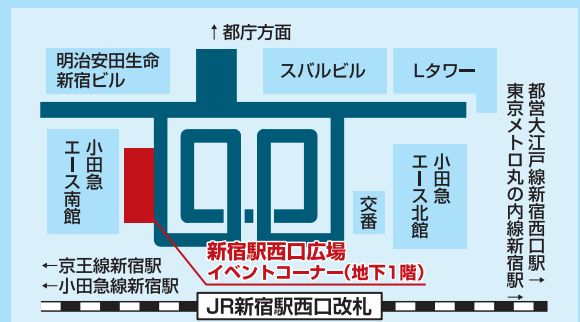 ↑都庁方面
明治安田生命
新宿ビル
スバルビル
Lタワー
小田急
エース南館
交番
小田急
エース北館
都営大江戸線新宿西口駅→
東京メトロ丸の内線新宿駅→
新宿駅西口広場
イベントコーナー(地下1階)
←京王線新宿駅
←小田急線新宿駅
JR新宿駅西口改札